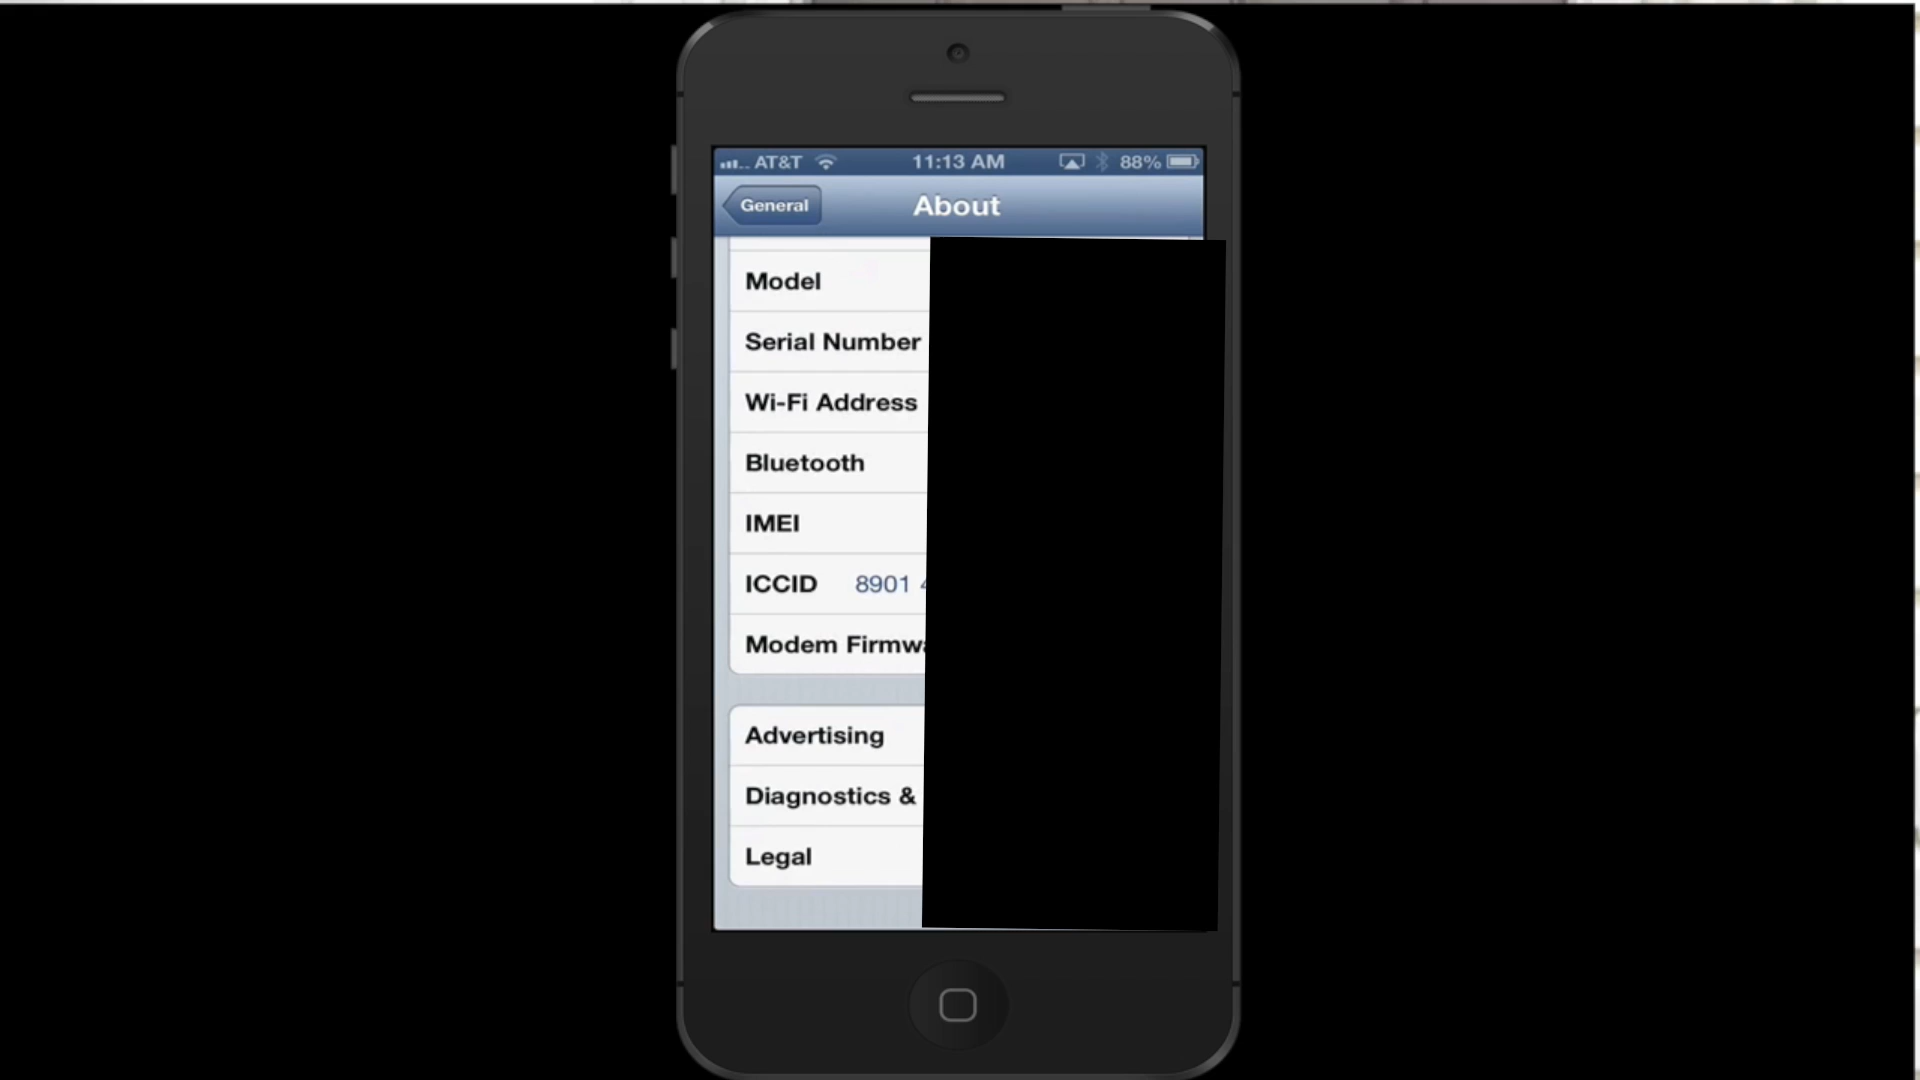 AT&T 11:13 AM 88%
General About
Model
Serial Number
Wi-Fi Address
Bluetooth
IMEI
ICCID 8901
Modem
Advertising
Diagnostics &
Legal